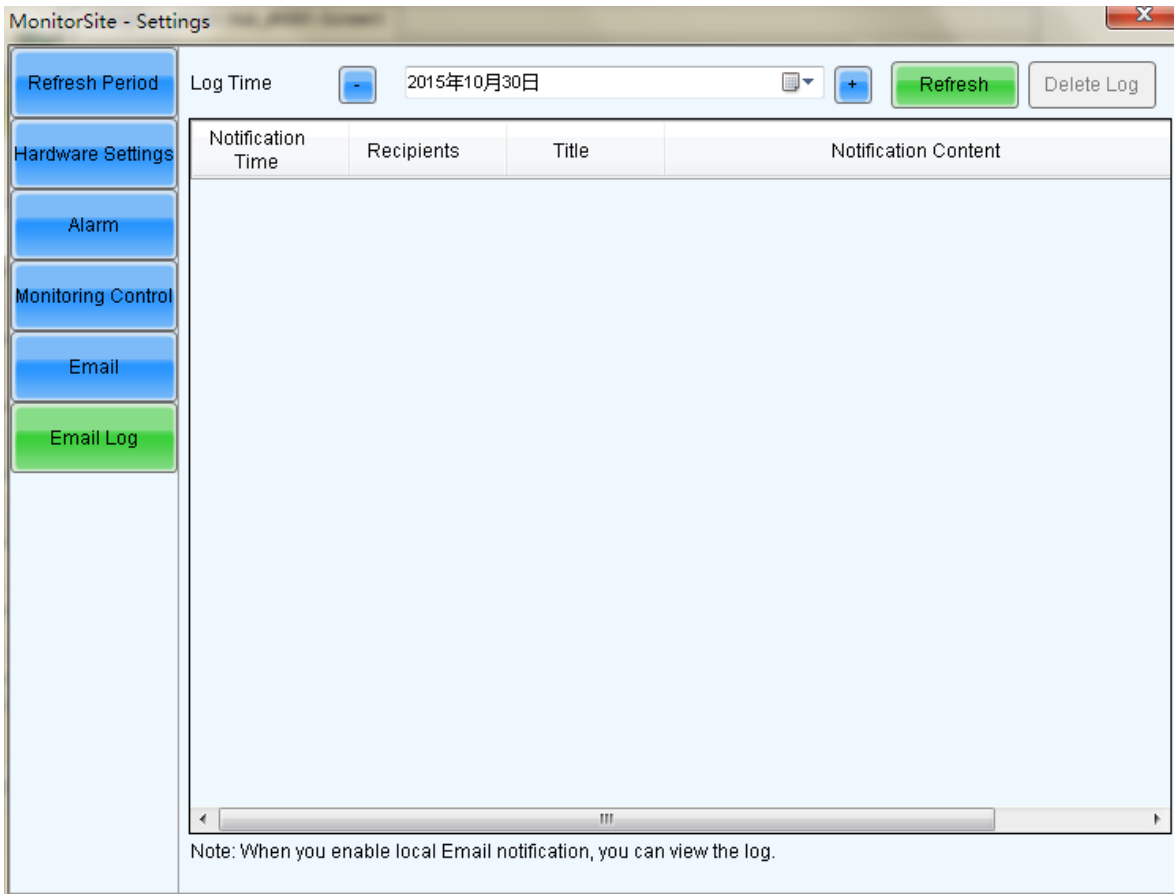 MonitorSite - Settings
Refresh Period
Hardware Settings
Alarm
Monitoring Control
Email
Email Log
Log Time - 2015年10月30日 + Refresh Delete Log
Notification Time Recipients Title Notification Content
Note: When you enable local Email notification, you can view the log.